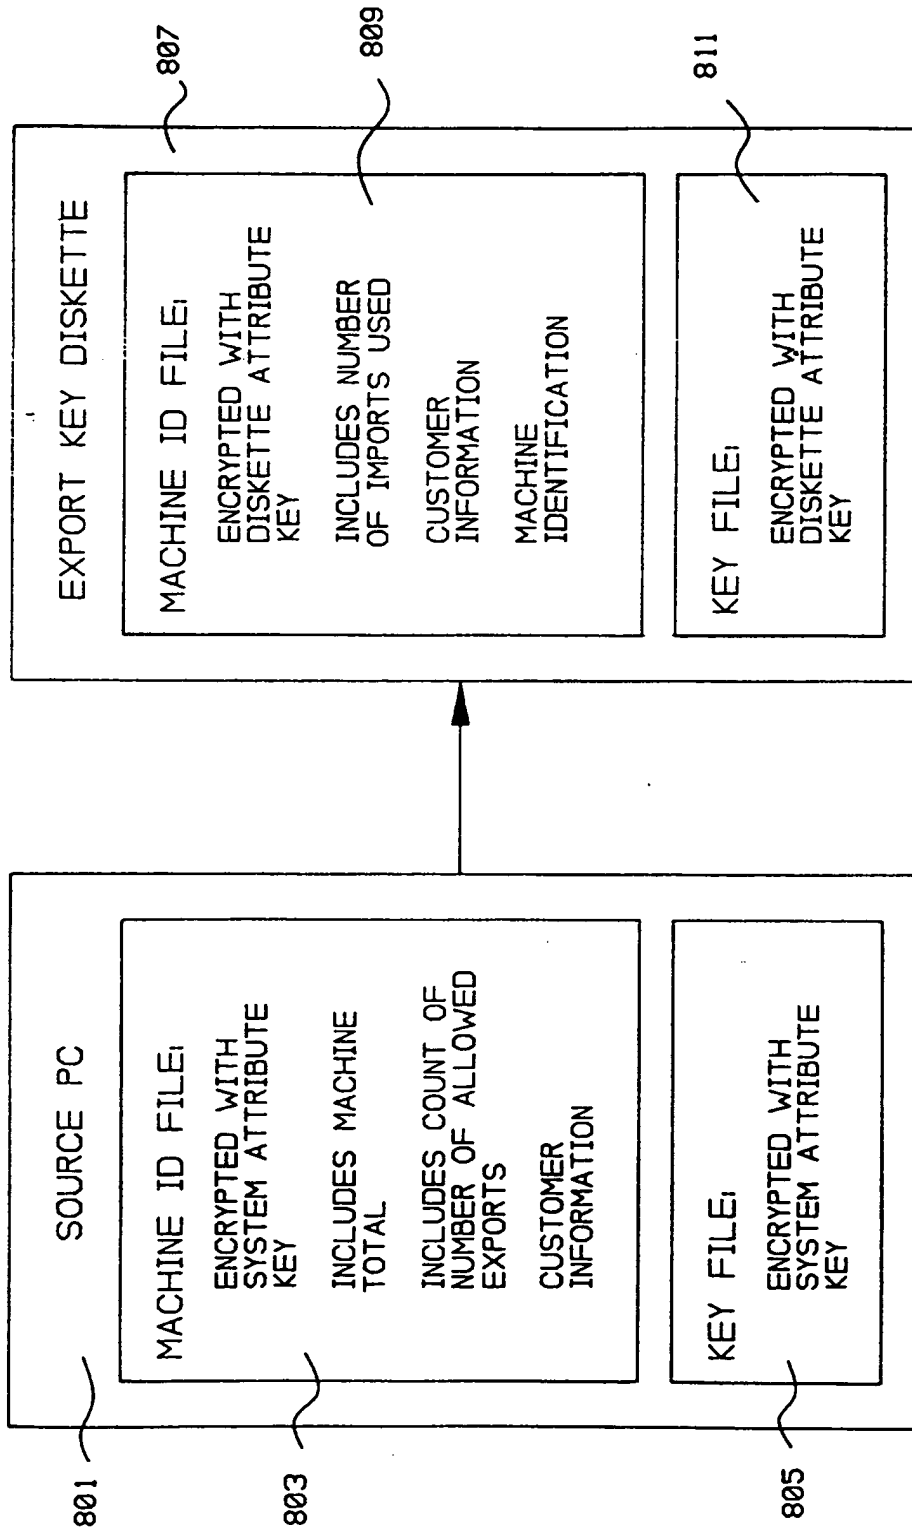 801
SOURCE PC
MACHINE ID FILE:
ENCRYPTED WITH
SYSTEM ATTRIBUTE
KEY
INCLUDES MACHINE
TOTAL
INCLUDES COUNT OF
NUMBER OF ALLOWED
EXPORTS
CUSTOMER
INFORMATION
803
KEY FILE:
ENCRYPTED WITH
SYSTEM ATTRIBUTE
KEY
805
EXPORT KEY DISKETTE
807
MACHINE ID FILE:
ENCRYPTED WITH
DISKETTE ATTRIBUTE
KEY
INCLUDES NUMBER
OF IMPORTS USED
CUSTOMER
INFORMATION
MACHINE
IDENTIFICATION
809
KEY FILE:
ENCRYPTED WITH
DISKETTE ATTRIBUTE
KEY
811